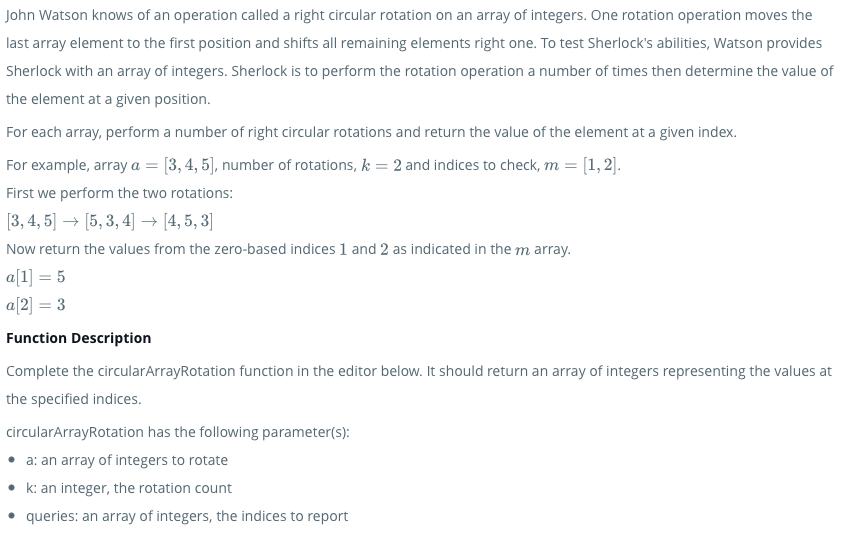 John Watson knows of an operation called a right circular rotation on an array of integers. One rotation operation moves the
last array element to the first position and shifts all remaining elements right one. To test Sherlock's abilities, Watson provides
Sherlock with an array of integers. Sherlock is to perform the rotation operation a number of times then determine the value of
the element at a given position.
For each array, perform a number of right circular rotations and return the value of the element at a given index.
For example, array a = [3, 4, 5], number of rotations, k = 2 and indices to check, m = [1, 2].
First we perform the two rotations:
[3, 4, 5] → [5, 3, 4] → [4, 5, 3]
Now return the values from the zero-based indices 1 and 2 as indicated in the m array.
a[1] = 5
a[2] = 3
Function Description
Complete the circularArrayRotation function in the editor below. It should return an array of integers representing the values at
the specified indices.
circularArrayRotation has the following parameter(s):
• a: an array of integers to rotate
• k: an integer, the rotation count
• queries: an array of integers, the indices to report